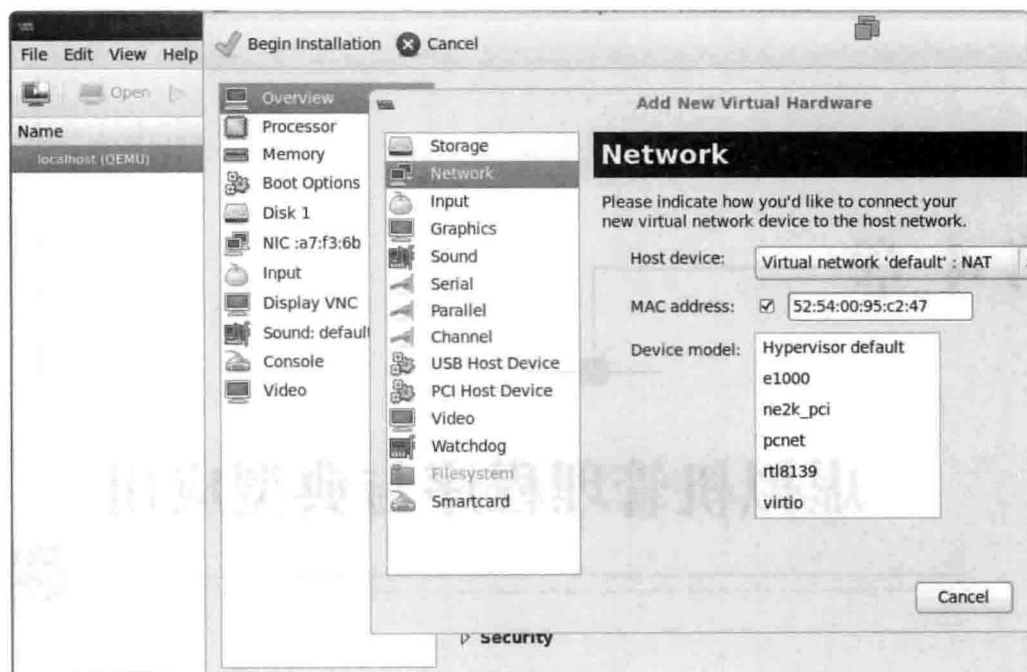 File Edit View Help
Open
Name
localhost (QEMU)
Begin Installation Cancel
Overview
Processor
Memory
Boot Options
Disk 1
NIC :a7:f3:6b
Input
Display VNC
Sound: default
Console
Video
Security
Add New Virtual Hardware
Storage
Network
Input
Graphics
Sound
Serial
Parallel
Channel
USB Host Device
PCI Host Device
Video
Watchdog
Filesystem
Smartcard
Network
Please indicate how you'd like to connect your
new virtual network device to the host network.
Host device: Virtual network 'default' : NAT
MAC address: 52:54:00:95:c2:47
Device model: Hypervisor default
e1000
ne2k_pci
pcnet
rtl8139
virtio
Cancel